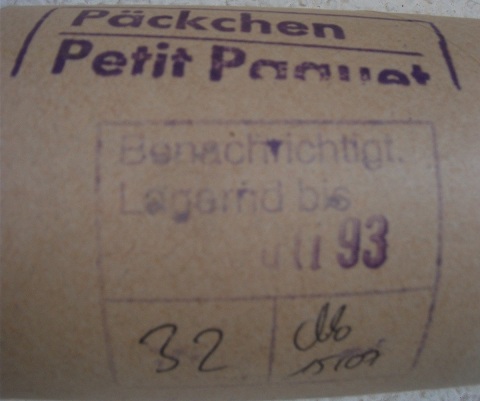 Päckchen
Petit Paquet
Benachrichtigt.
Lagernd bis
93
32